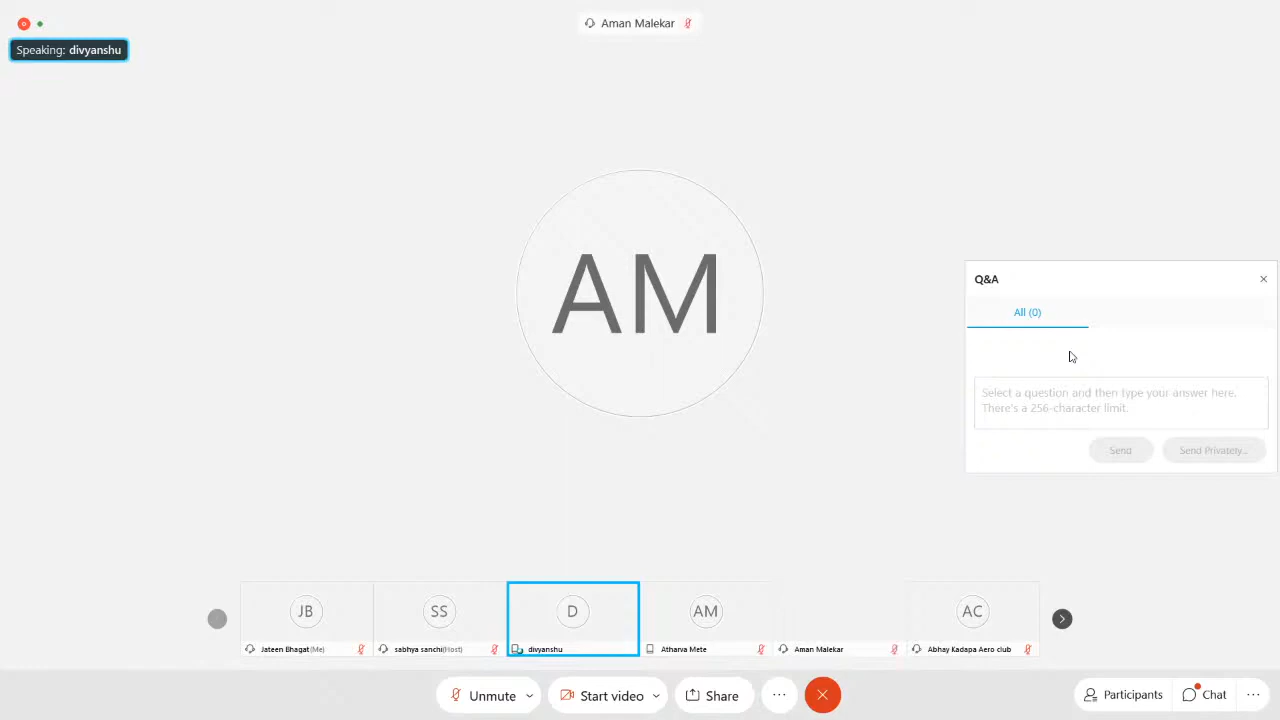 Aman Malekar
Speaking: divyanshu
AM
Q&A
All (0)
Select a question and then type your answer here.
There's a 256-character limit.
Send
Send Privately...
JB
SS
D
AM
AC
Jateen Bhagat(Me)
sabhya sanchi(Host)
divyanshu
Atharva Mete
Aman Malekar
Abhay Kadapa Aero club
Unmute
Start video
Share
Participants
Chat